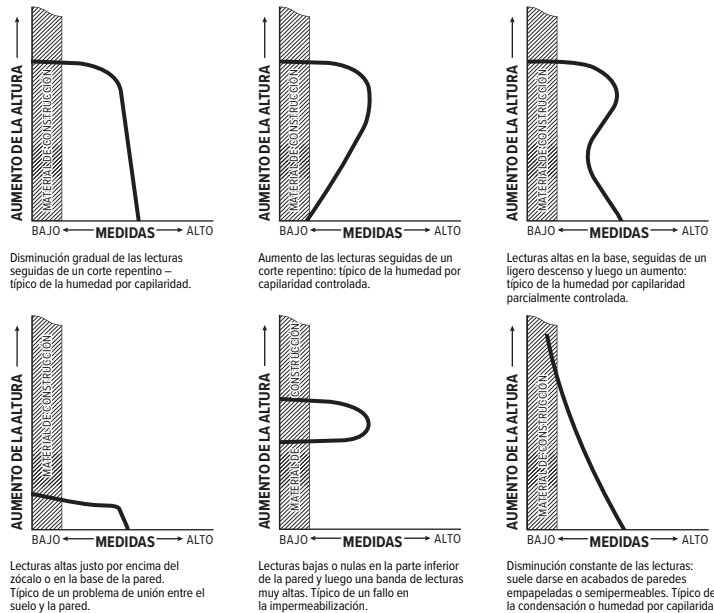 AUMENTO DE LA ALTURA
MATERIAL DE CONSTRUCCIÓN
BAJO MEDIDAS ALTO
Disminución gradual de las lecturas
seguidas de un corte repentino –
típico de la humedad por capilaridad.
AUMENTO DE LA ALTURA
MATERIAL DE CONSTRUCCIÓN
BAJO MEDIDAS ALTO
Aumento de las lecturas seguidas de un
corte repentino: típico de la humedad por
capilaridad controlada.
AUMENTO DE LA ALTURA
MATERIAL DE CONSTRUCCIÓN
BAJO MEDIDAS ALTO
Lecturas altas en la base, seguidas de un
ligero descenso y luego un aumento:
típico de la humedad por capilaridad
parcialmente controlada.
AUMENTO DE LA ALTURA
MATERIAL DE CONSTRUCCIÓN
BAJO MEDIDAS ALTO
Lecturas altas justo por encima del
zócalo o en la base de la pared.
Típico de un problema de unión entre el
suelo y la pared.
AUMENTO DE LA ALTURA
MATERIAL DE CONSTRUCCIÓN
BAJO MEDIDAS ALTO
Lecturas bajas o nulas en la parte inferior
de la pared y luego una banda de lecturas
muy altas. Típico de un fallo en
la impermeabilización.
AUMENTO DE LA ALTURA
MATERIAL DE CONSTRUCCIÓN
BAJO MEDIDAS ALTO
Disminución constante de las lecturas:
suele darse en acabados de paredes
empapeladas o semipermeables. Típico de
la condensación o humedad por